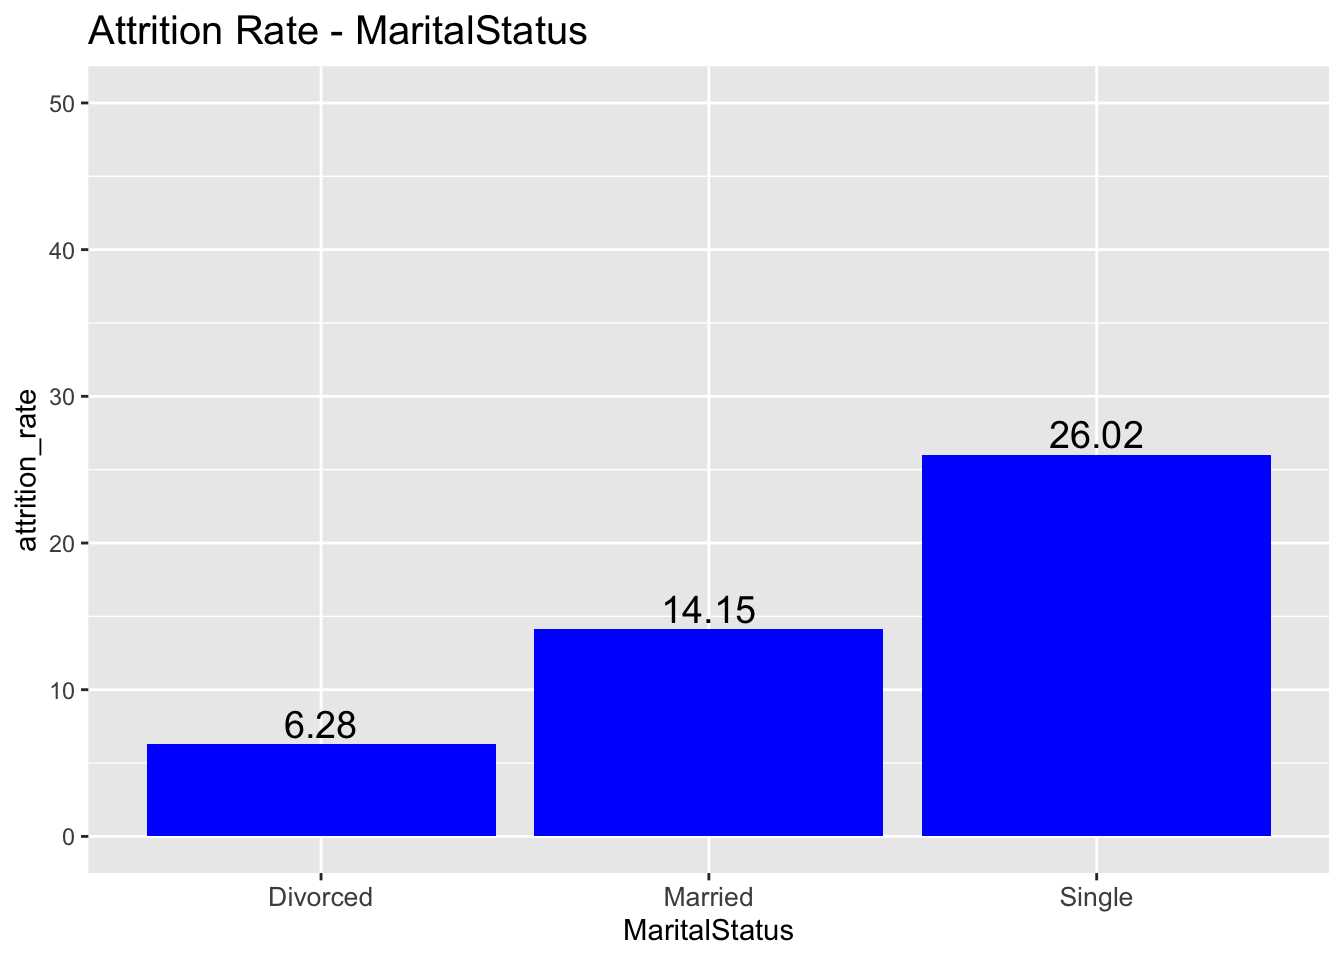 Attrition Rate - MaritalStatus
50
40
30
20
10
0
attrition_rate
26.02
14.15
6.28
Divorced Married Single
MaritalStatus